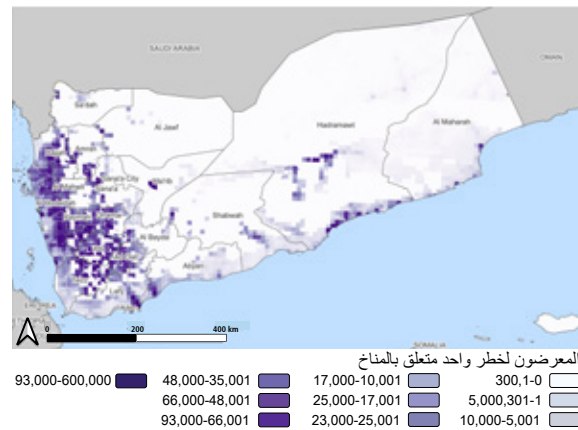 SAUDI ARABIA
OMAN
Sa'dah
Al Jawf
Hadramawt
Al Maharah
Amran
Sana'a City
Marib
Shabwah
Al Bayda
Abyan
Lahj
ERITREA
SOMALIA
0 200 400 km
المعرضون لخطر واحد متعلق بالمناخ
300,1-0
17,000-10,001
48,000-35,001
93,000-600,000
5,000,301-1
25,000-17,001
66,000-48,001
10,000-5,001
23,000-25,001
93,000-66,001